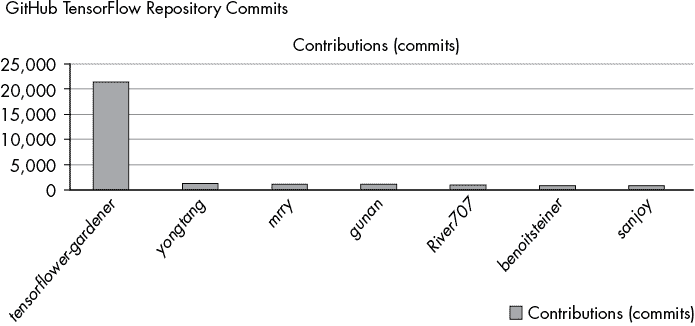 GitHub TensorFlow Repository Commits
Contributions (commits)
25,000
20,000
15,000
10,000
5,000
0
tensorflower-gardener
yongtang
mrry
gunan
River707
benoitsteiner
sanjoy
Contributions (commits)